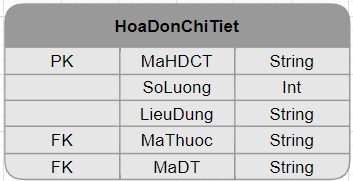 HoaDonChiTiet
PK MaHDCT String
SoLuong Int
LieuDung String
FK MaThuoc String
FK MaDT String